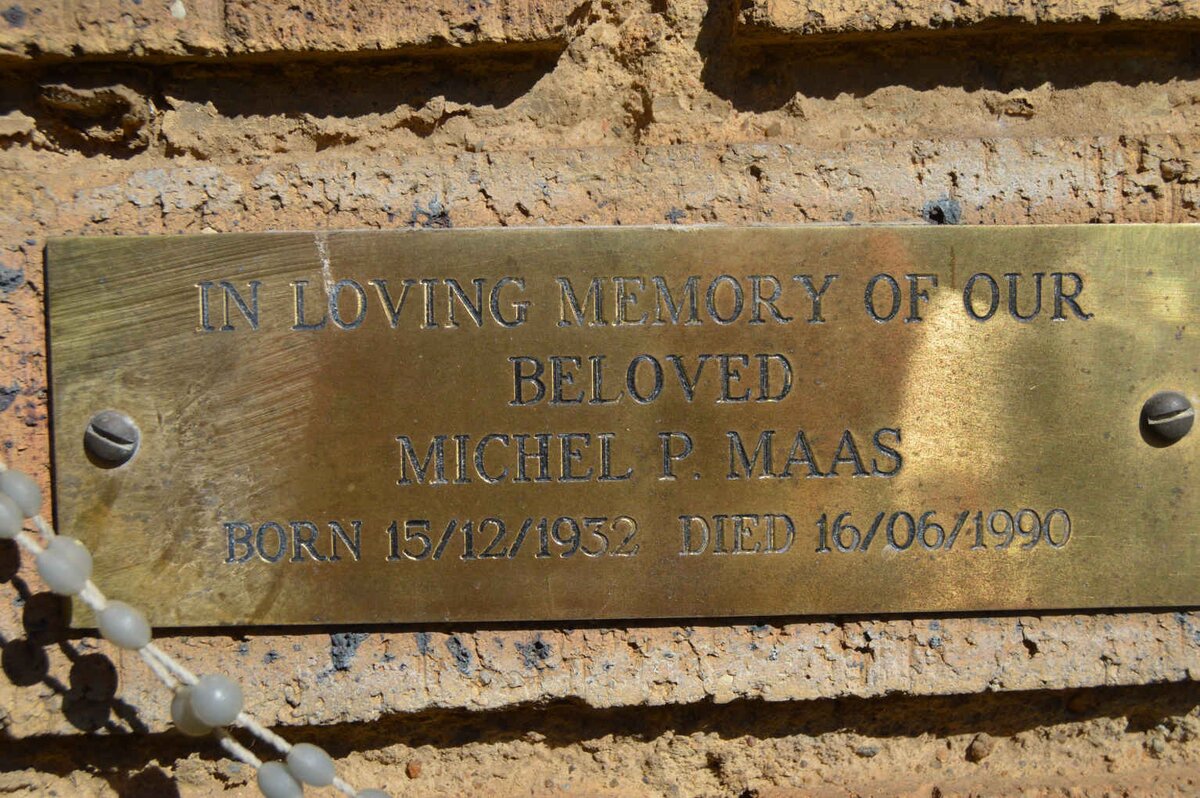 IN LOVING MEMORY OF OUR
BELOVED
MICHEL P. MAAS
BORN 15/12/1932 DIED 16/06/1990